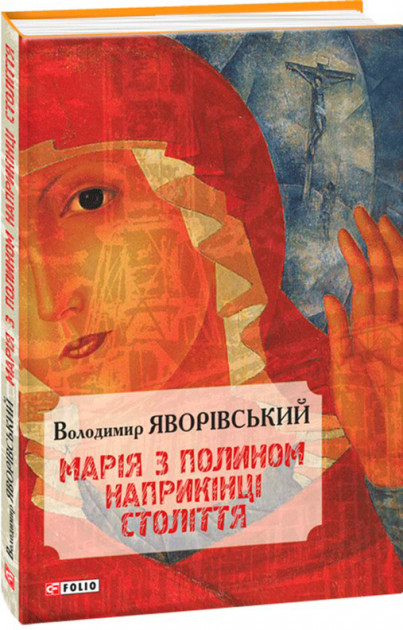 Володимир ЯВОРІВСЬКИЙ
МАРІЯ З ПОЛИНОМ
НАПРИКІНЦІ
СТОЛІТТЯ
FOLIO
Володимир ЯВОРІВСЬКИЙ МАРІЯ З ПОЛИНОМ НАПРИКІНЦІ СТОЛІТТЯ